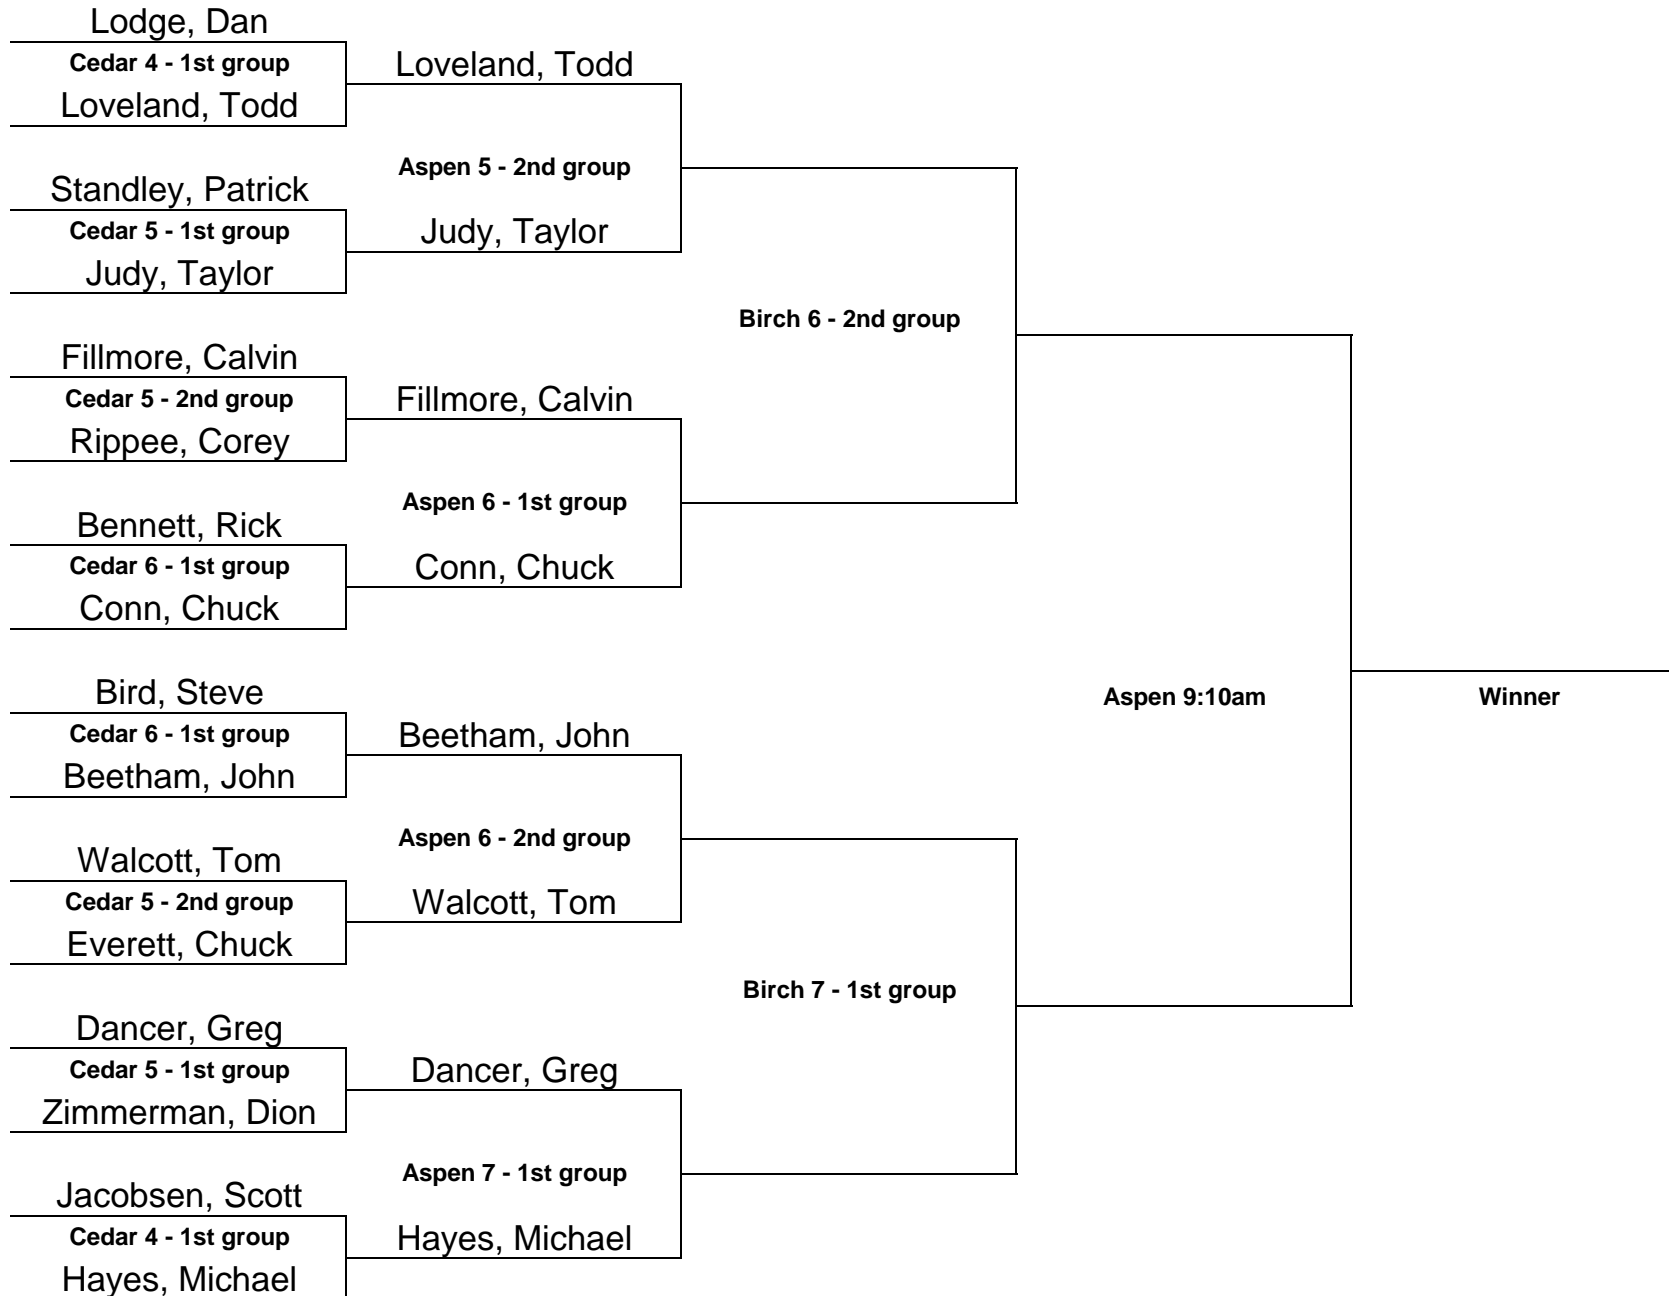 Lodge, Dan
Cedar 4 - 1st group
Loveland, Todd
Loveland, Todd
Aspen 5 - 2nd group
Standley, Patrick
Cedar 5 - 1st group
Judy, Taylor
Judy, Taylor
Birch 6 - 2nd group
Fillmore, Calvin
Cedar 5 - 2nd group
Fillmore, Calvin
Rippee, Corey
Aspen 6 - 1st group
Bennett, Rick
Cedar 6 - 1st group
Conn, Chuck
Conn, Chuck
Bird, Steve
Aspen 9:10am
Winner
Cedar 6 - 1st group
Beetham, John
Beetham, John
Aspen 6 - 2nd group
Walcott, Tom
Cedar 5 - 2nd group
Walcott, Tom
Everett, Chuck
Birch 7 - 1st group
Dancer, Greg
Cedar 5 - 1st group
Dancer, Greg
Zimmerman, Dion
Aspen 7 - 1st group
Jacobsen, Scott
Cedar 4 - 1st group
Hayes, Michael
Hayes, Michael